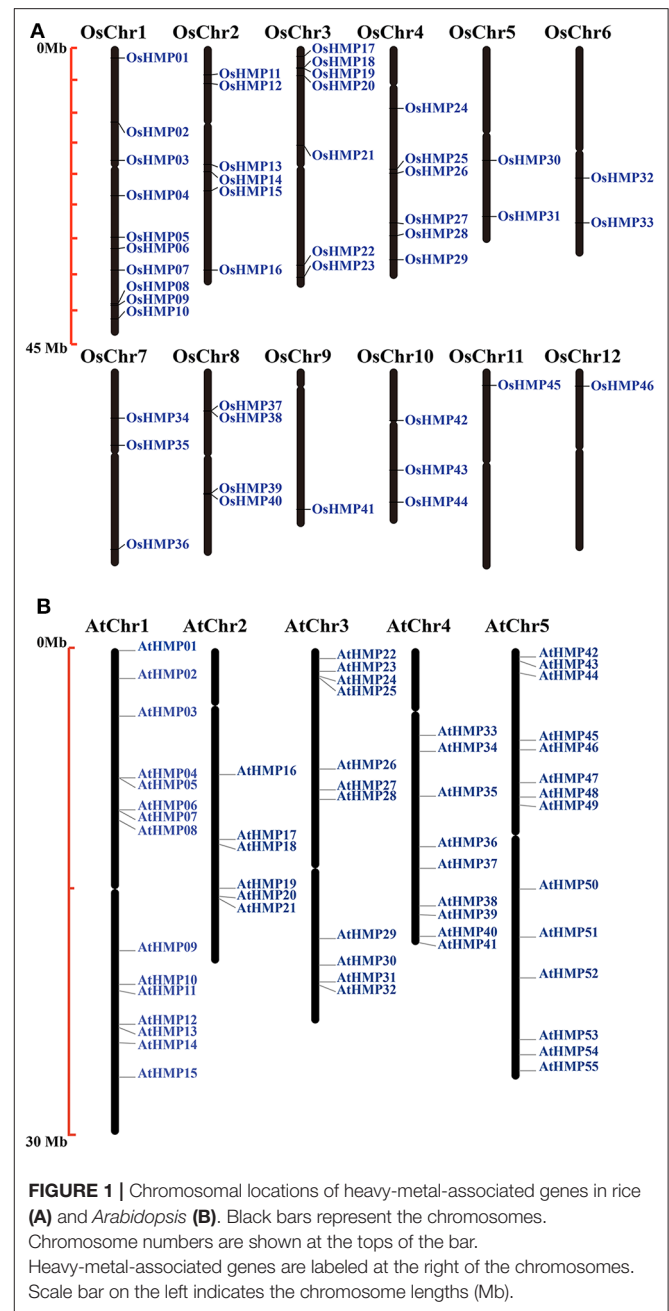 A
OsChr1 OsChr2 OsChr3 OsChr4 OsChr5 OsChr6
0Mb
OsHMP01
OsHMP02
OsHMP03
OsHMP04
OsHMP05
OsHMP06
OsHMP07
OsHMP08
OsHMP09
OsHMP10
OsHMP11
OsHMP12
OsHMP13
OsHMP14
OsHMP15
OsHMP16
OsHMP17
OsHMP18
OsHMP19
OsHMP20
OsHMP21
OsHMP22
OsHMP23
OsHMP24
OsHMP25
OsHMP26
OsHMP27
OsHMP28
OsHMP29
OsHMP30
OsHMP31
OsHMP32
OsHMP33
45 Mb
OsChr7 OsChr8 OsChr9 OsChr10 OsChr11 OsChr12
OsHMP34
OsHMP35
OsHMP36
OsHMP37
OsHMP38
OsHMP39
OsHMP40
OsHMP41
OsHMP42
OsHMP43
OsHMP44
OsHMP45
OsHMP46
B
AtChr1 AtChr2 AtChr3 AtChr4 AtChr5
0Mb
AtHMP01
AtHMP02
AtHMP03
AtHMP04
AtHMP05
AtHMP06
AtHMP07
AtHMP08
AtHMP09
AtHMP10
AtHMP11
AtHMP12
AtHMP13
AtHMP14
AtHMP15
AtHMP16
AtHMP17
AtHMP18
AtHMP19
AtHMP20
AtHMP21
AtHMP22
AtHMP23
AtHMP24
AtHMP25
AtHMP26
AtHMP27
AtHMP28
AtHMP29
AtHMP30
AtHMP31
AtHMP32
AtHMP33
AtHMP34
AtHMP35
AtHMP36
AtHMP37
AtHMP38
AtHMP39
AtHMP40
AtHMP41
AtHMP42
AtHMP43
AtHMP44
AtHMP45
AtHMP46
AtHMP47
AtHMP48
AtHMP49
AtHMP50
AtHMP51
AtHMP52
AtHMP53
AtHMP54
AtHMP55
30 Mb
FIGURE 1 | Chromosomal locations of heavy-metal-associated genes in rice
(A) and Arabidopsis (B). Black bars represent the chromosomes.
Chromosome numbers are shown at the tops of the bar.
Heavy-metal-associated genes are labeled at the right of the chromosomes.
Scale bar on the left indicates the chromosome lengths (Mb).